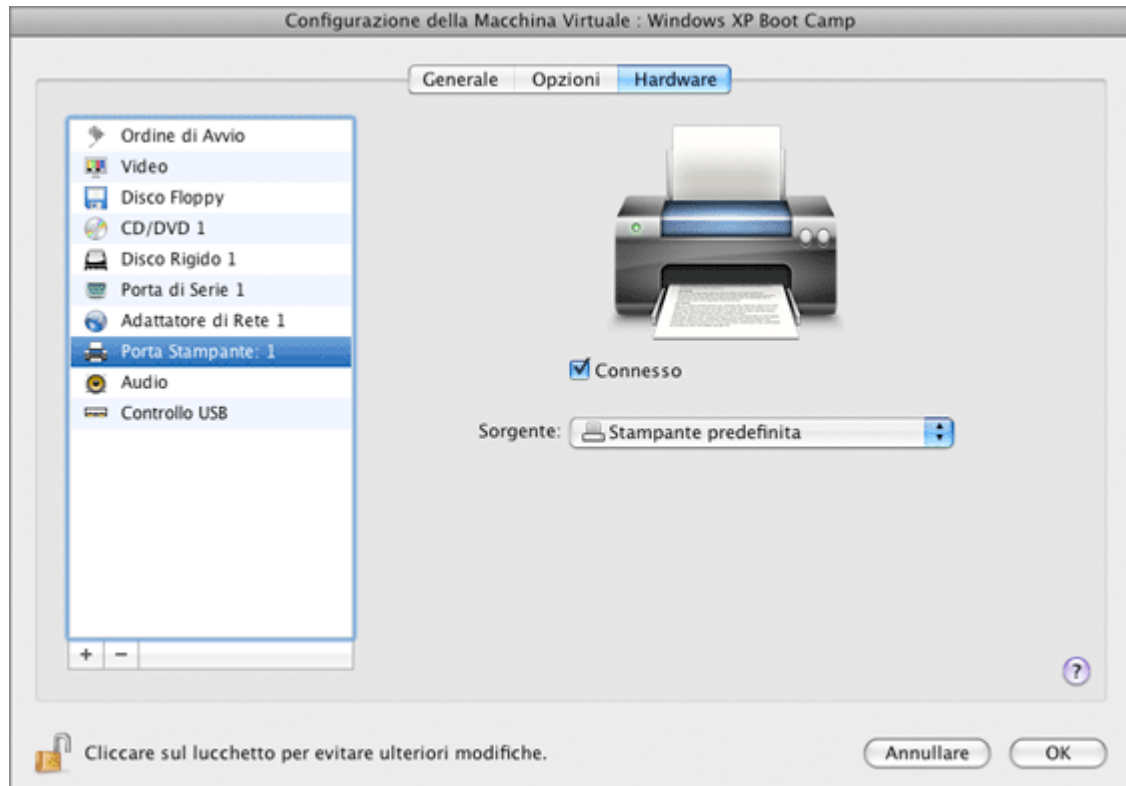 Configurazione della Macchina Virtuale : Windows XP Boot Camp
Generale Opzioni Hardware
Ordine di Avvio
Video
Disco Floppy
CD/DVD 1
Disco Rigido 1
Porta di Serie 1
Adattatore di Rete 1
Porta Stampante: 1
Audio
Controllo USB
+ −
Connesso
Sorgente: Stampante predefinita
?
Cliccare sul lucchetto per evitare ulteriori modifiche.
Annullare OK